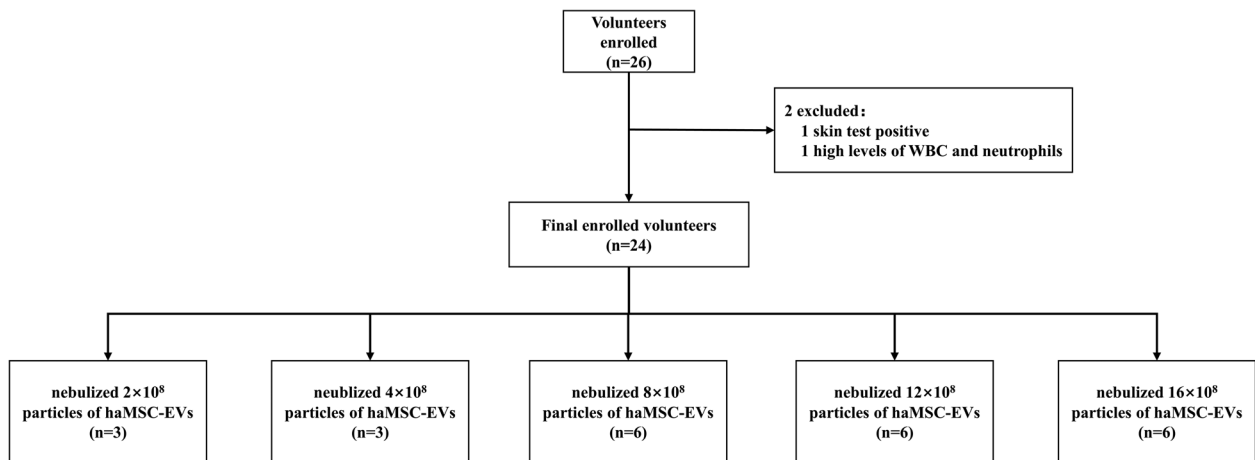 Volunteers
enrolled
(n=26)
2 excluded：
1 skin test positive
1 high levels of WBC and neutrophils
Final enrolled volunteers
(n=24)
nebulized 2×10⁸
particles of haMSC-EVs
(n=3)
neublized 4×10⁸
particles of haMSC-EVs
(n=3)
nebulized 8×10⁸
particles of haMSC-EVs
(n=6)
nebulized 12×10⁸
particles of haMSC-EVs
(n=6)
nebulized 16×10⁸
particles of haMSC-EVs
(n=6)